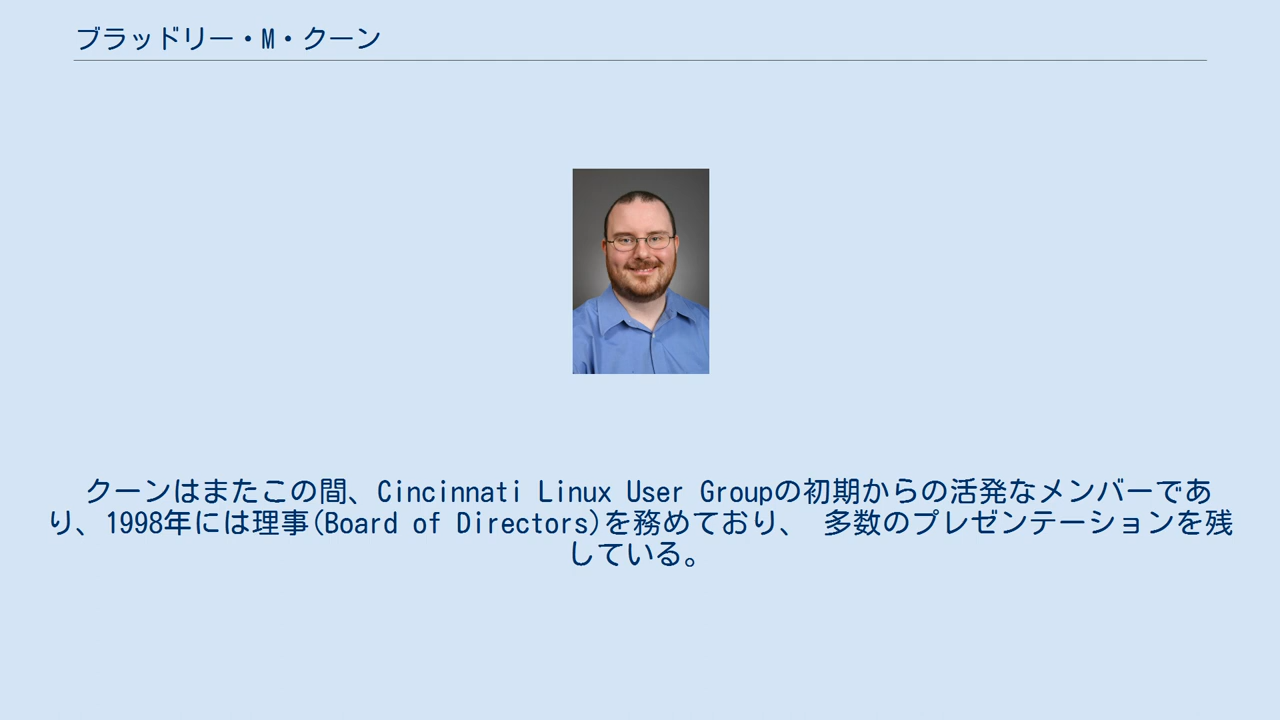 ブラッドリー・M・クーン
クーンはまたこの間、Cincinnati Linux User Groupの初期からの活発なメンバーであ
り、1998年には理事(Board of Directors)を務めており、 多数のプレゼンテーションを残
している。